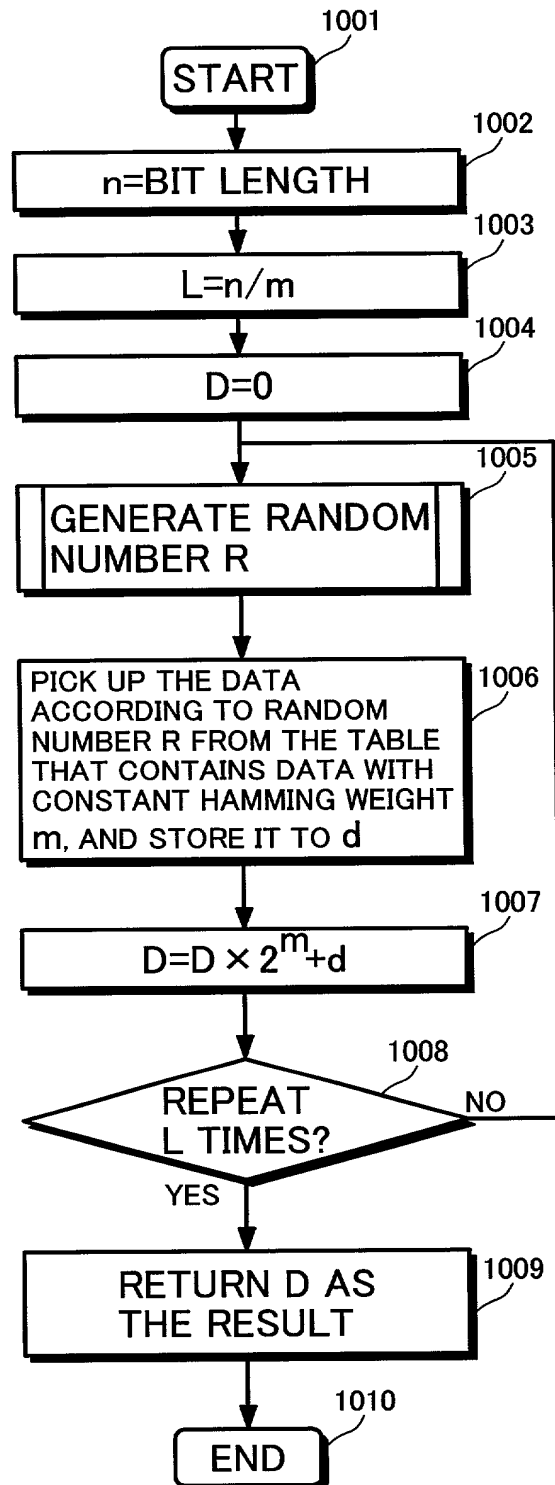 1001
START
1002
n=BIT LENGTH
1003
L=n/m
1004
D=0
1005
GENERATE RANDOM
NUMBER R
1006
PICK UP THE DATA
ACCORDING TO RANDOM
NUMBER R FROM THE TABLE
THAT CONTAINS DATA WITH
CONSTANT HAMMING WEIGHT
m, AND STORE IT TO d
1007
D=D×2^m+d
1008
REPEAT
L TIMES?
NO
YES
1009
RETURN D AS
THE RESULT
1010
END